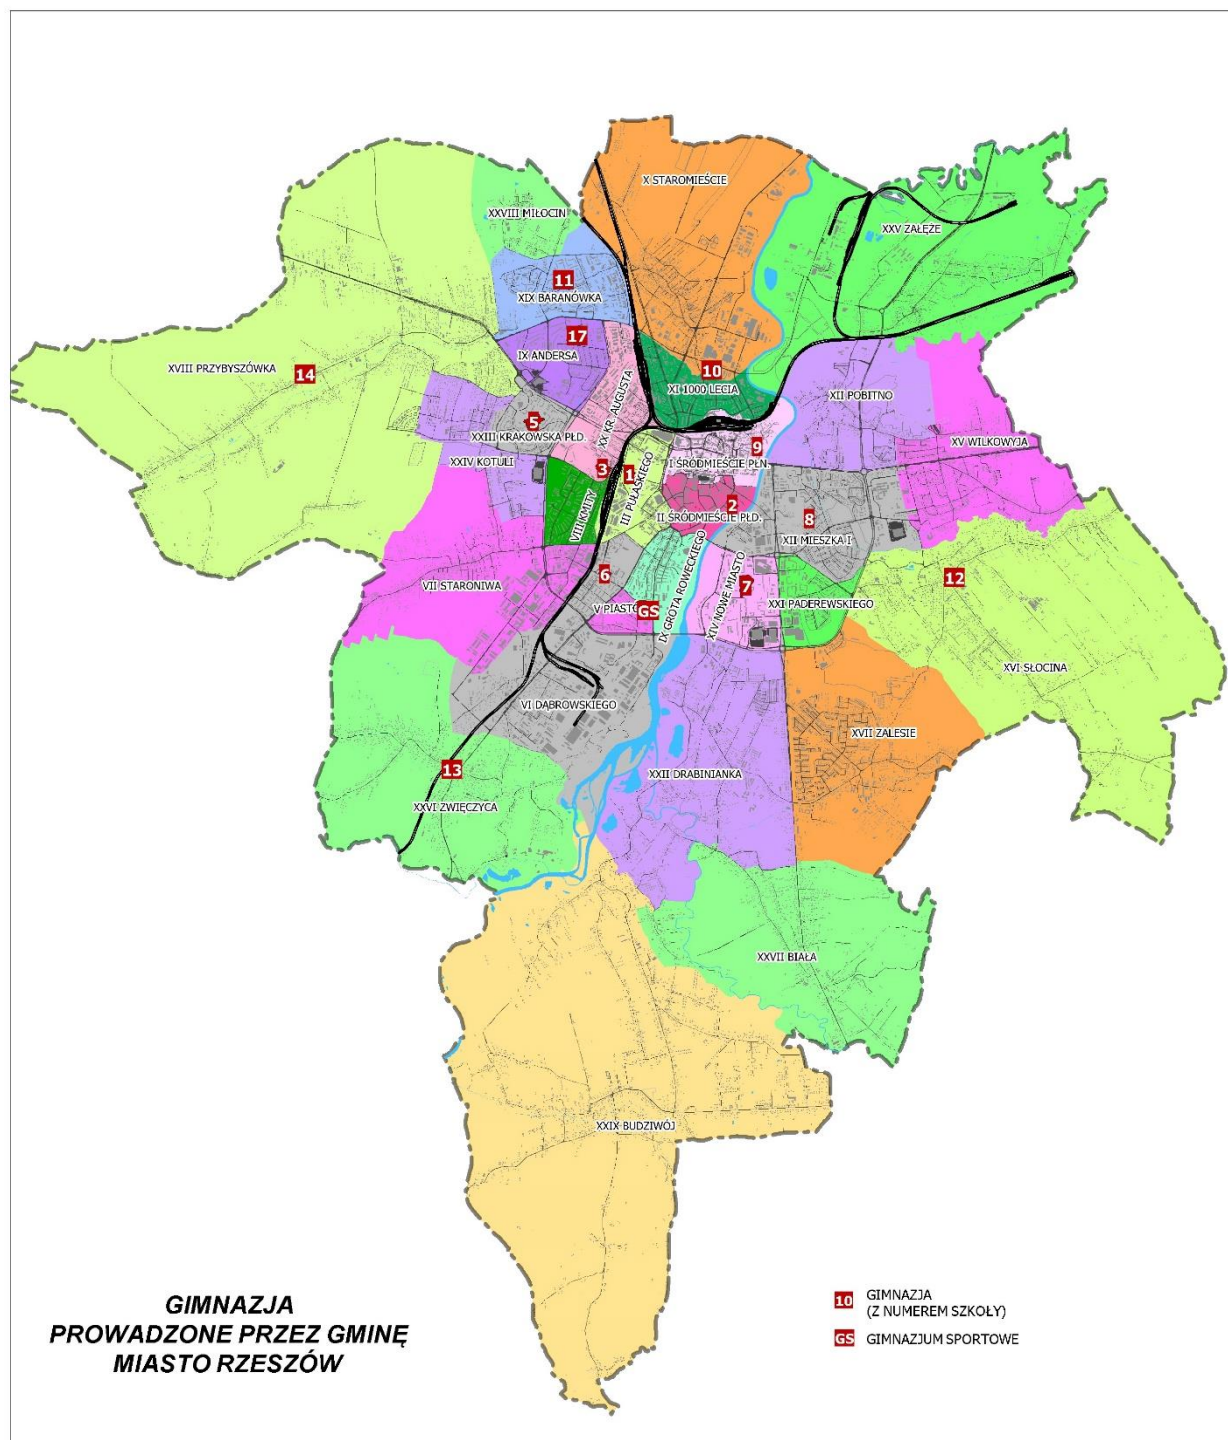 X STAROMIEŚCIE
XXVIII MIŁOCIN
XXV ZAŁĘŻE
11
XIX BARANÓWKA
17
IX ANDERSA
XVIII PRZYBYSZÓWKA
14
10
XI 1000 LECIA
XX KR. AUGUSTA
XII POBITNO
5
XXIII KRAKOWSKA PŁD.
XV WILKOWYJA
9
I ŚRÓDMIEŚCIE PŁN.
XXIV KOTULI
3
1
III PUŁASKIEGO
2
II ŚRÓDMIEŚCIE PŁD.
VIII KMITY
8
XII MIESZKA I
VII STARONIWA
6
12
7
XIV NOWE MIASTO
IX GROTA ROWECKIEGO
XXI PADEREWSKIEGO
V PIASTÓ
GS
XVI SŁOCINA
VI DĄBROWSKIEGO
XVII ZALESIE
13
XXII DRABINIANKA
XXVI ZWIĘCZYCA
XXVII BIAŁA
XXIX BUDZIWÓJ
GIMNAZJA
PROWADZONE PRZEZ GMINĘ
MIASTO RZESZÓW
10 GIMNAZJA
(Z NUMEREM SZKOŁY)
GS GIMNAZJUM SPORTOWE